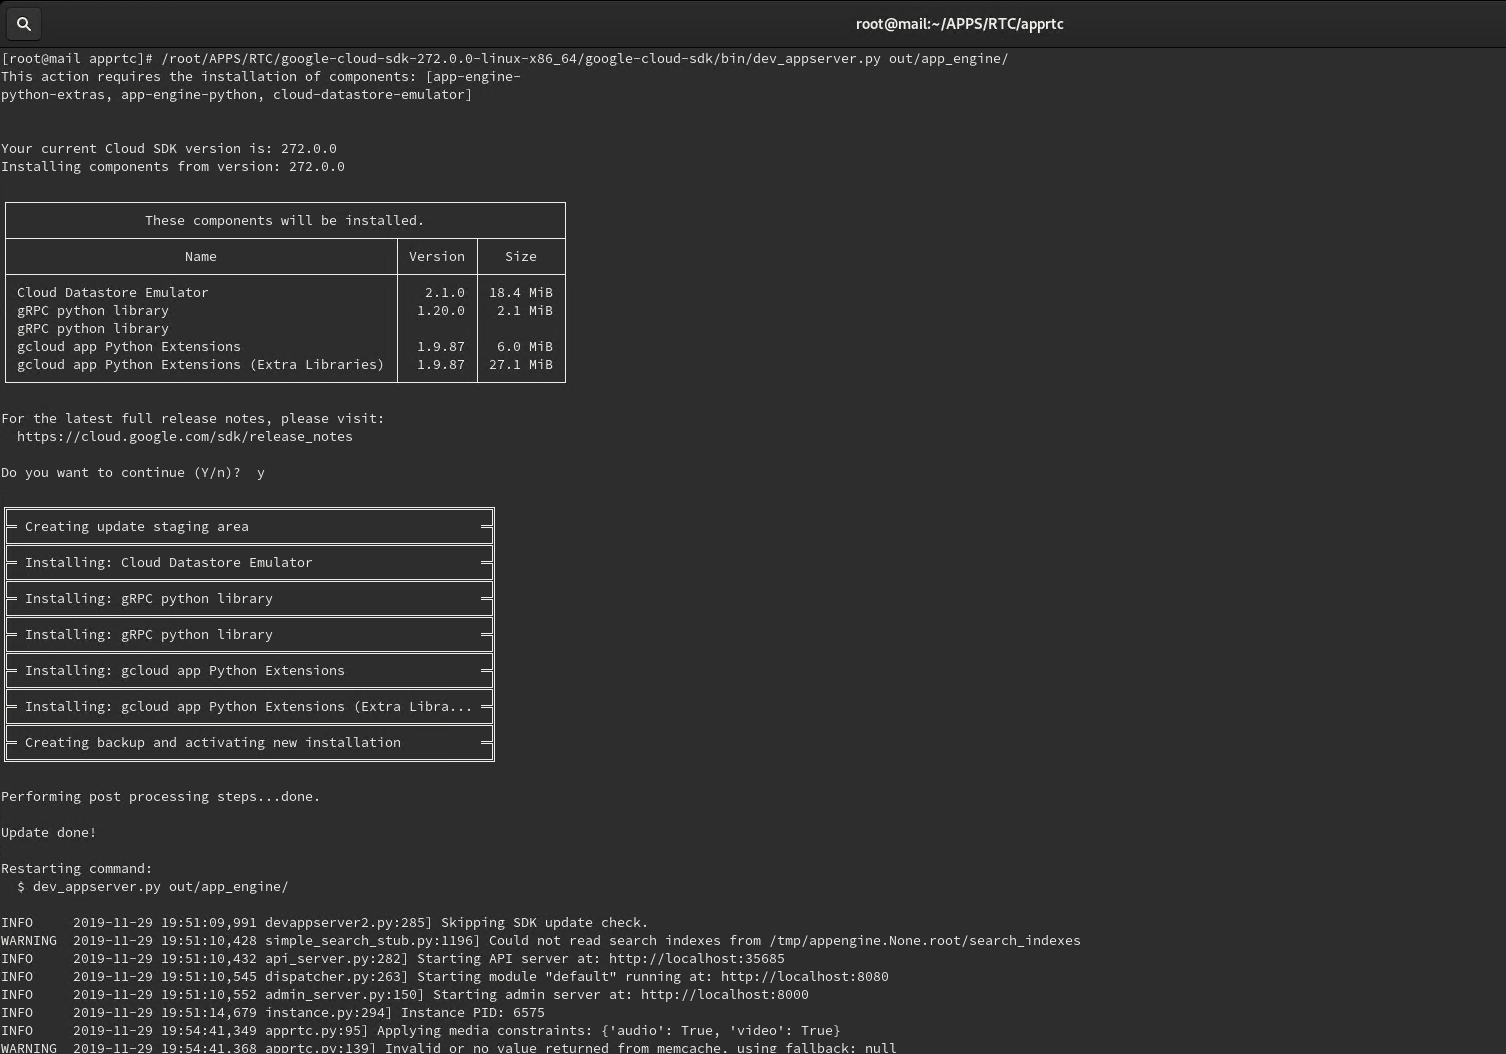 root@mail:~/APPS/RTC/apprtc
[root@mail apprtc]# /root/APPS/RTC/google-cloud-sdk-272.0.0-linux-x86_64/google-cloud-sdk/bin/dev_appserver.py out/app_engine/
This action requires the installation of components: [app-engine-
python-extras, app-engine-python, cloud-datastore-emulator]
Your current Cloud SDK version is: 272.0.0
Installing components from version: 272.0.0
These components will be installed.
Name Version Size
Cloud Datastore Emulator 2.1.0 18.4 MiB
gRPC python library 1.20.0 2.1 MiB
gRPC python library
gcloud app Python Extensions 1.9.87 6.0 MiB
gcloud app Python Extensions (Extra Libraries) 1.9.87 27.1 MiB
For the latest full release notes, please visit:
https://cloud.google.com/sdk/release_notes
Do you want to continue (Y/n)?  y
Creating update staging area
Installing: Cloud Datastore Emulator
Installing: gRPC python library
Installing: gRPC python library
Installing: gcloud app Python Extensions
Installing: gcloud app Python Extensions (Extra Libra...
Creating backup and activating new installation
Performing post processing steps...done.
Update done!
Restarting command:
$ dev_appserver.py out/app_engine/
INFO     2019-11-29 19:51:09,991 devappserver2.py:285] Skipping SDK update check.
WARNING  2019-11-29 19:51:10,428 simple_search_stub.py:1196] Could not read search indexes from /tmp/appengine.None.root/search_indexes
INFO     2019-11-29 19:51:10,432 api_server.py:282] Starting API server at: http://localhost:35685
INFO     2019-11-29 19:51:10,545 dispatcher.py:263] Starting module "default" running at: http://localhost:8080
INFO     2019-11-29 19:51:10,552 admin_server.py:150] Starting admin server at: http://localhost:8000
INFO     2019-11-29 19:51:14,679 instance.py:294] Instance PID: 6575
INFO     2019-11-29 19:54:41,349 apprtc.py:95] Applying media constraints: {'audio': True, 'video': True}
WARNING  2019-11-29 19:54:41,368 apprtc.py:139] Invalid or no value returned from memcache, using fallback: null